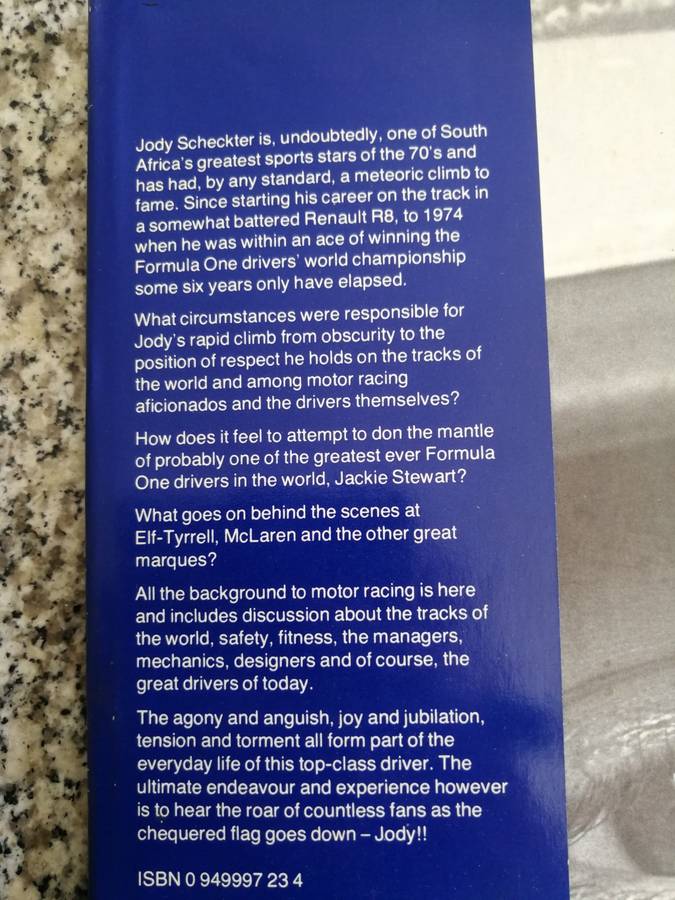 Jody Scheckter is, undoubtedly, one of South
Africa's greatest sports stars of the 70's and
has had, by any standard, a meteoric climb to
fame. Since starting his career on the track in
a somewhat battered Renault R8, to 1974
when he was within an ace of winning the
Formula One drivers' world championship
some six years only have elapsed.
What circumstances were responsible for
Jody's rapid climb from obscurity to the
position of respect he holds on the tracks of
the world and among motor racing
aficionados and the drivers themselves?
How does it feel to attempt to don the mantle
of probably one of the greatest ever Formula
One drivers in the world, Jackie Stewart?
What goes on behind the scenes at
Elf-Tyrrell, McLaren and the other great
marques?
All the background to motor racing is here
and includes discussion about the tracks of
the world, safety, fitness, the managers,
mechanics, designers and of course, the
great drivers of today.
The agony and anguish, joy and jubilation,
tension and torment all form part of the
everyday life of this top-class driver. The
ultimate endeavour and experience however
is to hear the roar of countless fans as the
chequered flag goes down – Jody!!
ISBN 0 949997 23 4